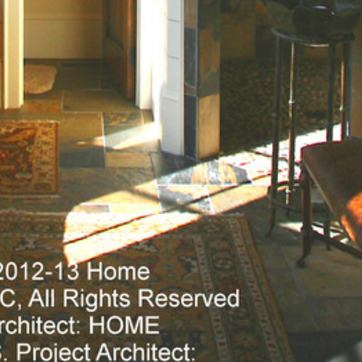 2012-13 Home
C, All Rights Reserved
rchitect: HOME
. Project Architect: